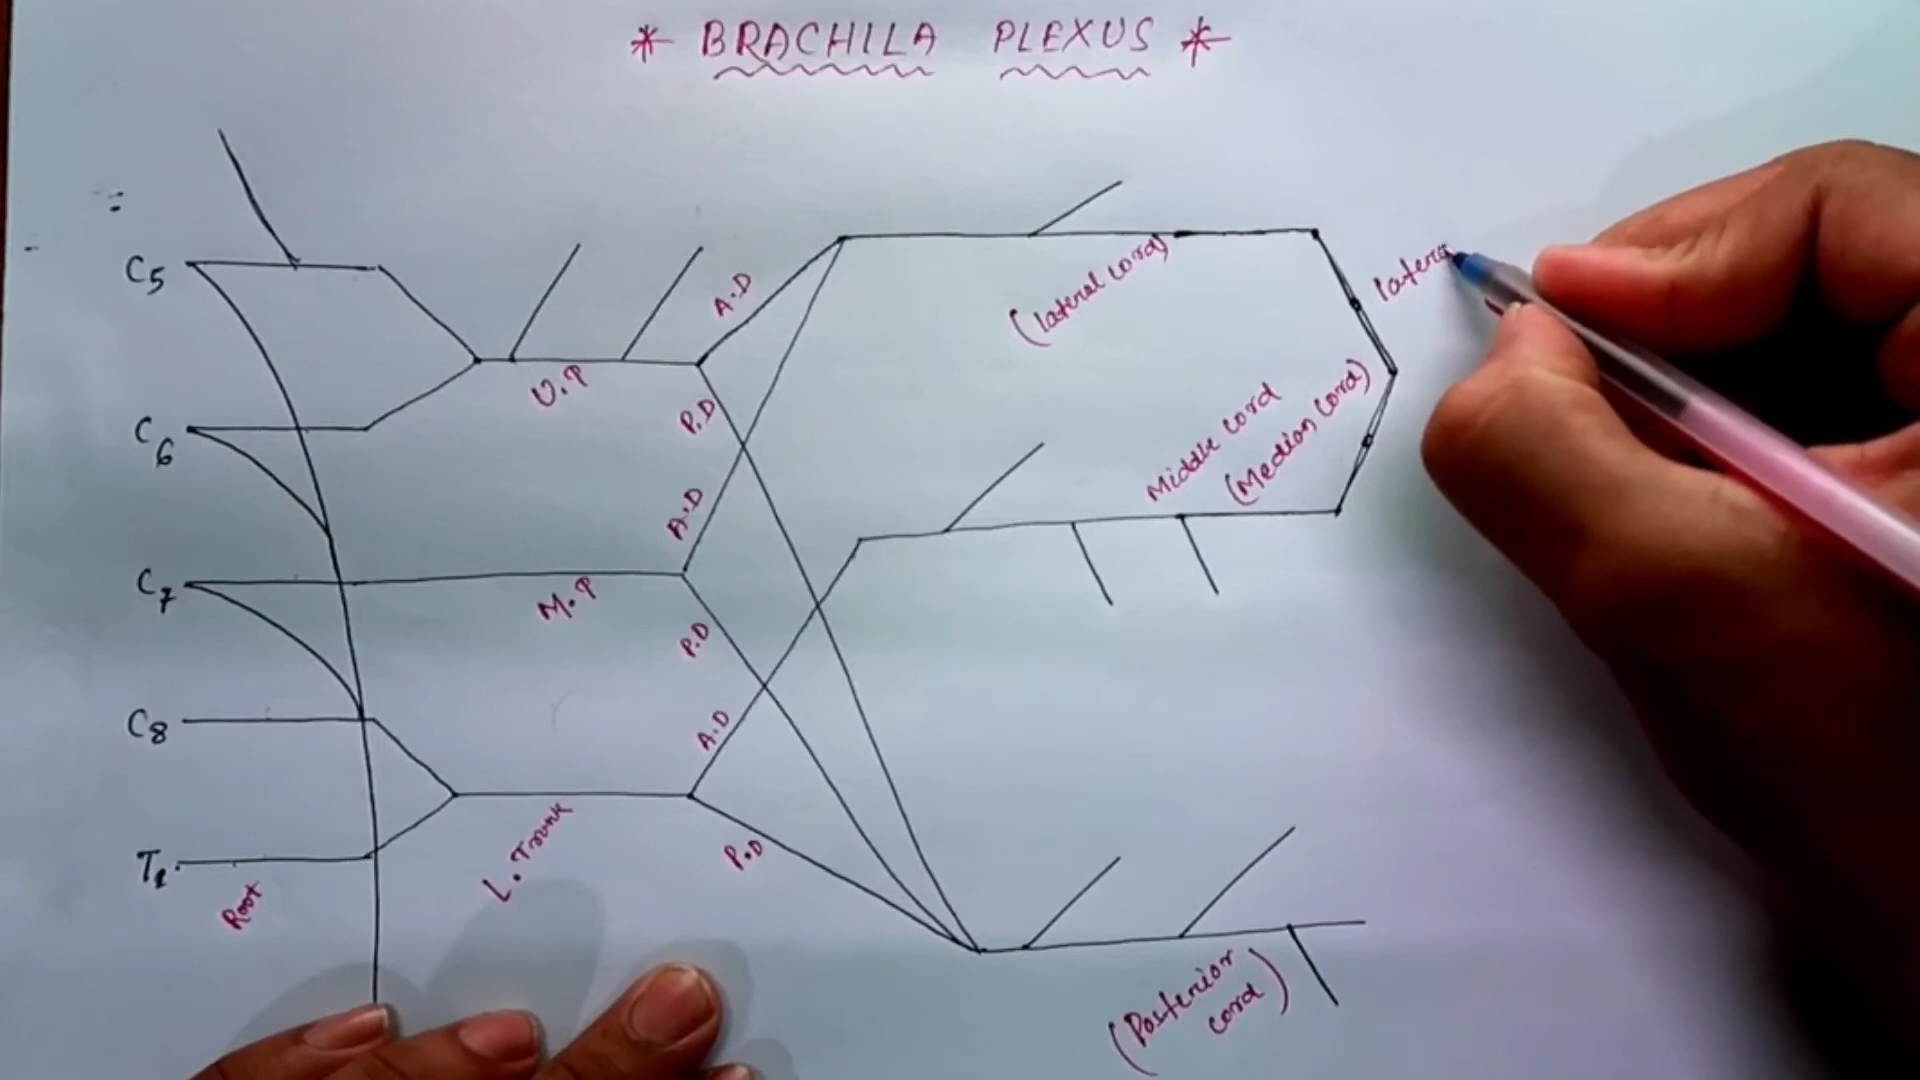 * BRACHILA PLEXUS *
C5
C6
C7
C8
T1
Root
U.P
M.P
L. Trunk
A.D
P.D
A.D
P.D
A.D
P.D
(lateral cord)
Middle cord
(Median cord)
(Posterior
cord)
latera